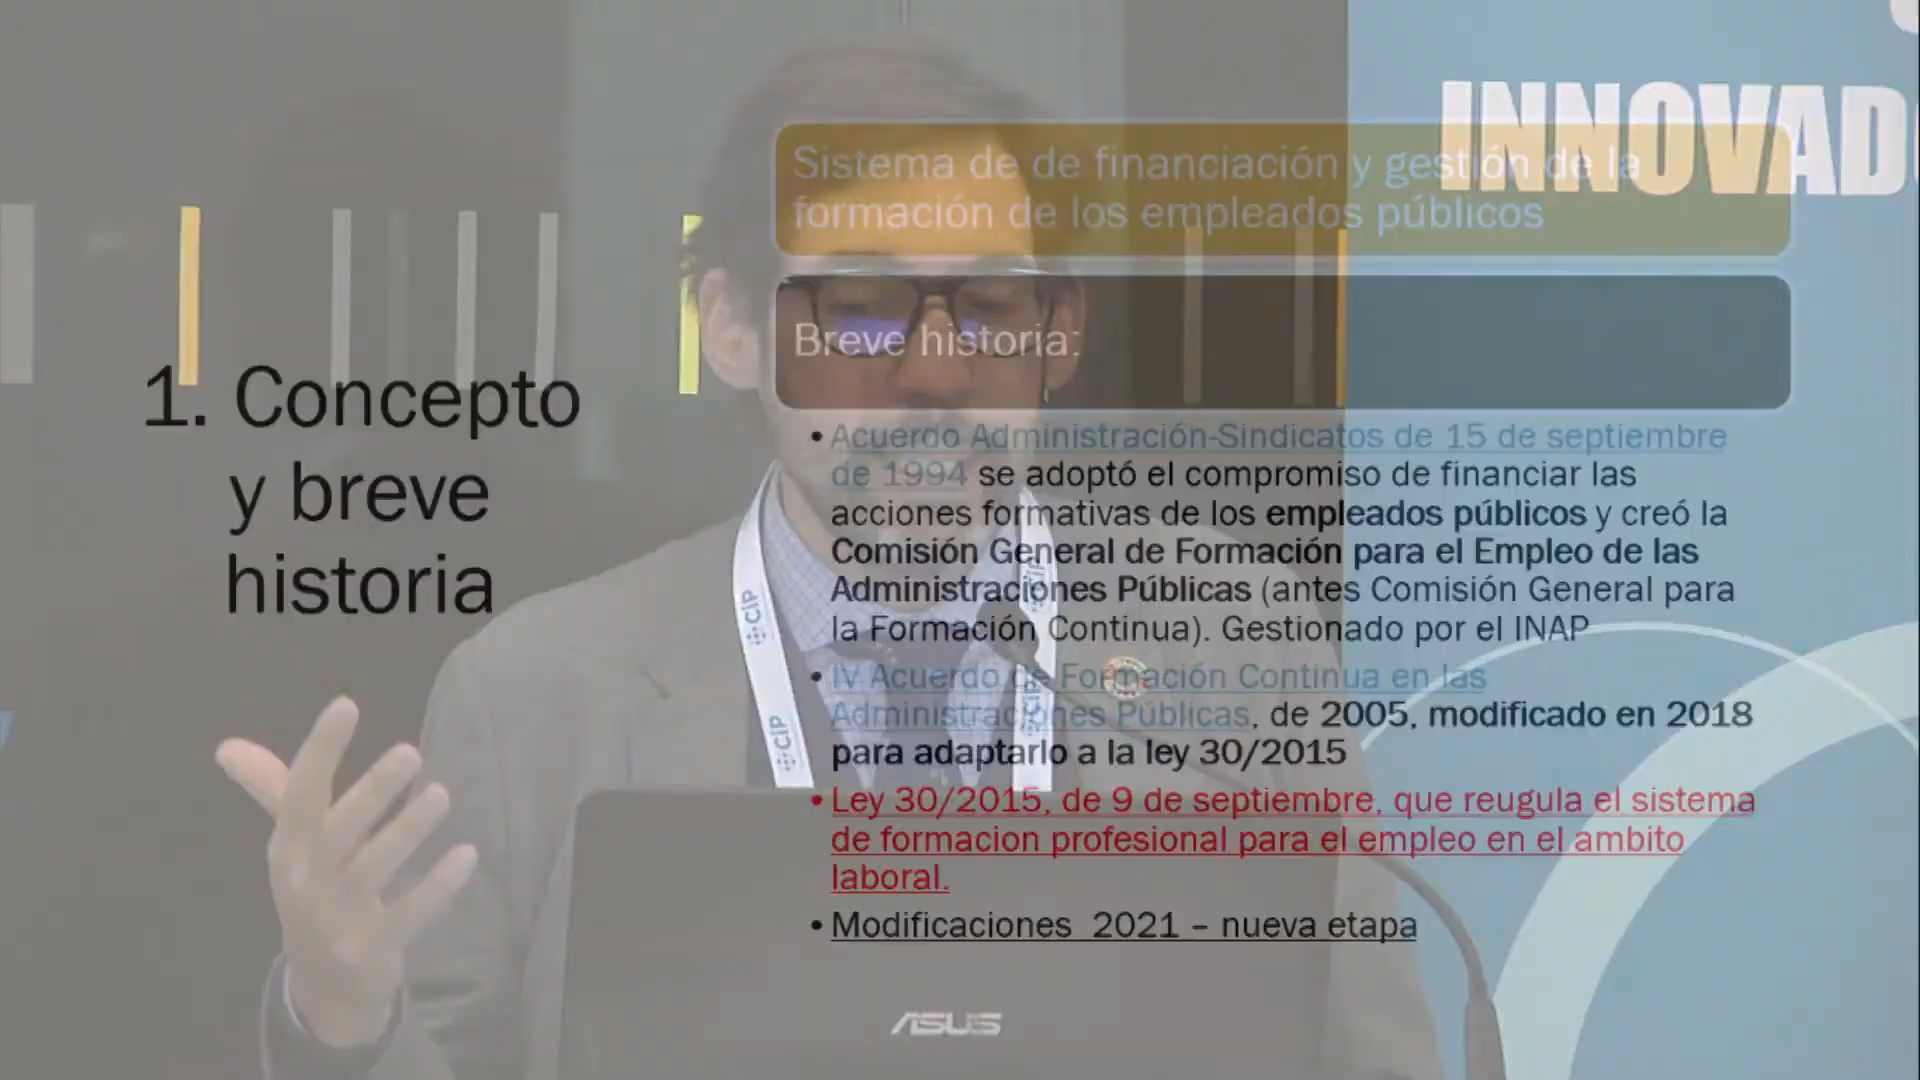 INNOVAD
Sistema de de financiación y gestión de la
formación de los empleados públicos
Breve historia:
1. Concepto
y breve
historia
• Acuerdo Administración-Sindicatos de 15 de septiembre
de 1994 se adoptó el compromiso de financiar las
acciones formativas de los empleados públicos y creó la
Comisión General de Formación para el Empleo de las
Administraciones Públicas (antes Comisión General para
la Formación Continua). Gestionado por el INAP
• IV Acuerdo de Formación Continua en las
Administraciones Públicas, de 2005, modificado en 2018
para adaptarlo a la ley 30/2015
• Ley 30/2015, de 9 de septiembre, que reugula el sistema
de formacion profesional para el empleo en el ambito
laboral.
• Modificaciones 2021 – nueva etapa
CIP
CIP
CIP
CIP
ASUS